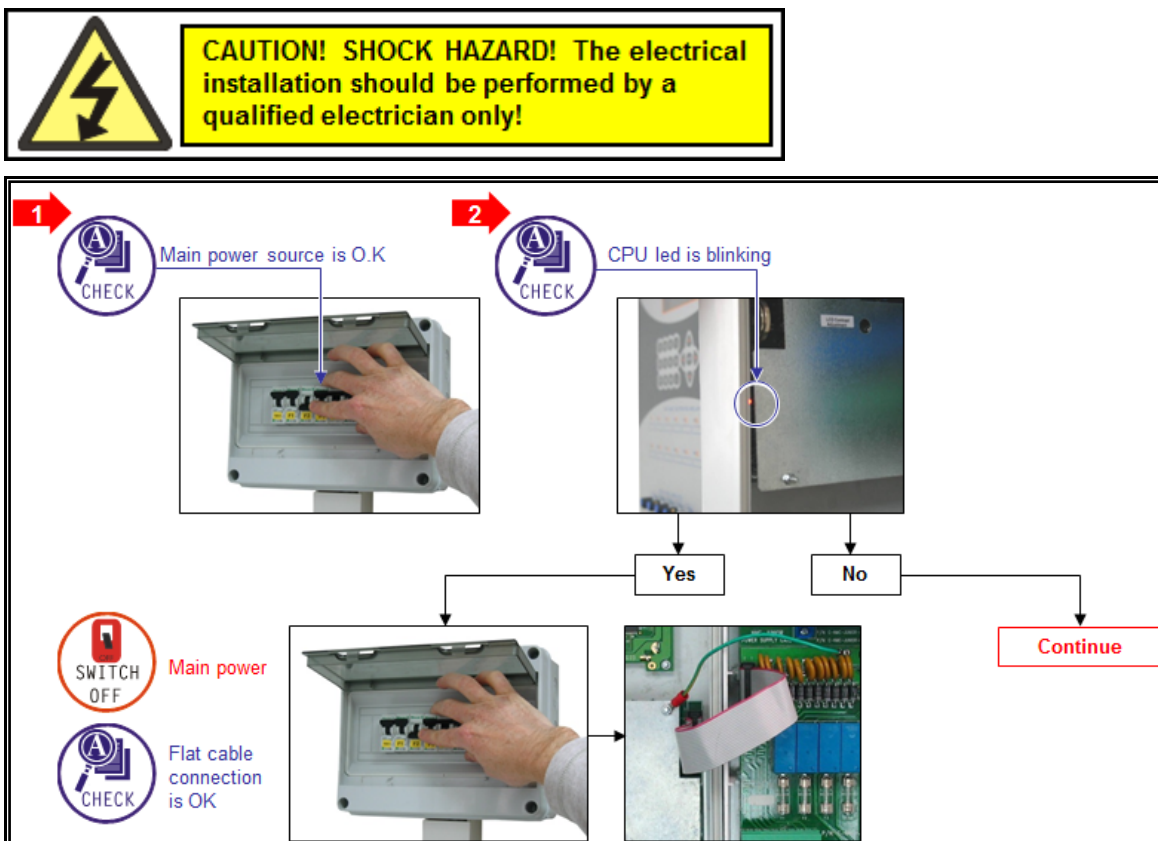 CAUTION! SHOCK HAZARD! The electrical
installation should be performed by a
qualified electrician only!
1
CHECK
Main power source is O.K
2
CHECK
CPU led is blinking
Yes
No
Continue
SWITCH
OFF
Main power
CHECK
Flat cable
connection
is OK